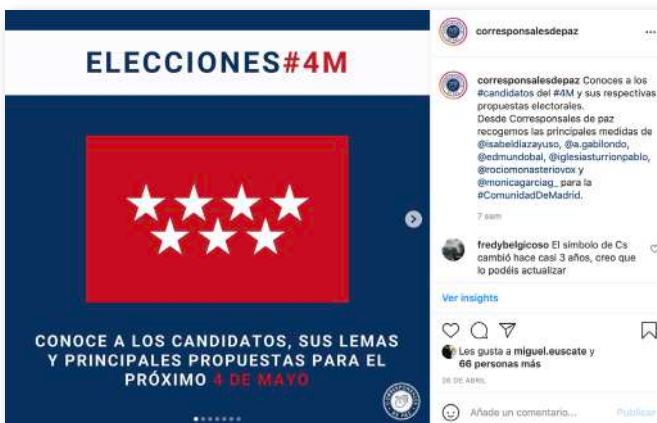 ELECCIONES#4M
CONOCE A LOS CANDIDATOS, SUS LEMAS
Y PRINCIPALES PROPUESTAS PARA EL
PRÓXIMO 4 DE MAYO
corresponsalesdepaz
corresponsalesdepaz Conoces a los
#candidatos del #4M y sus respectivas
propuestas electorales.
Desde Corresponsales de paz
recogemos las principales medidas de
@isabeldiazayuso, @a.gabilondo,
@edmundobal, @iglesiasturrionpablo,
@rociomonasteriovox y
@monicagarciag_ para la
#ComunidadDeMadrid.
7 sem
fredybelgicoso El símbolo de Cs
cambió hace casi 3 años, creo que
lo podéis actualizar
Ver insights
Les gusta a miguel.euscate y
66 personas más
28 DE ABRIL
Añade un comentario...
Publicar